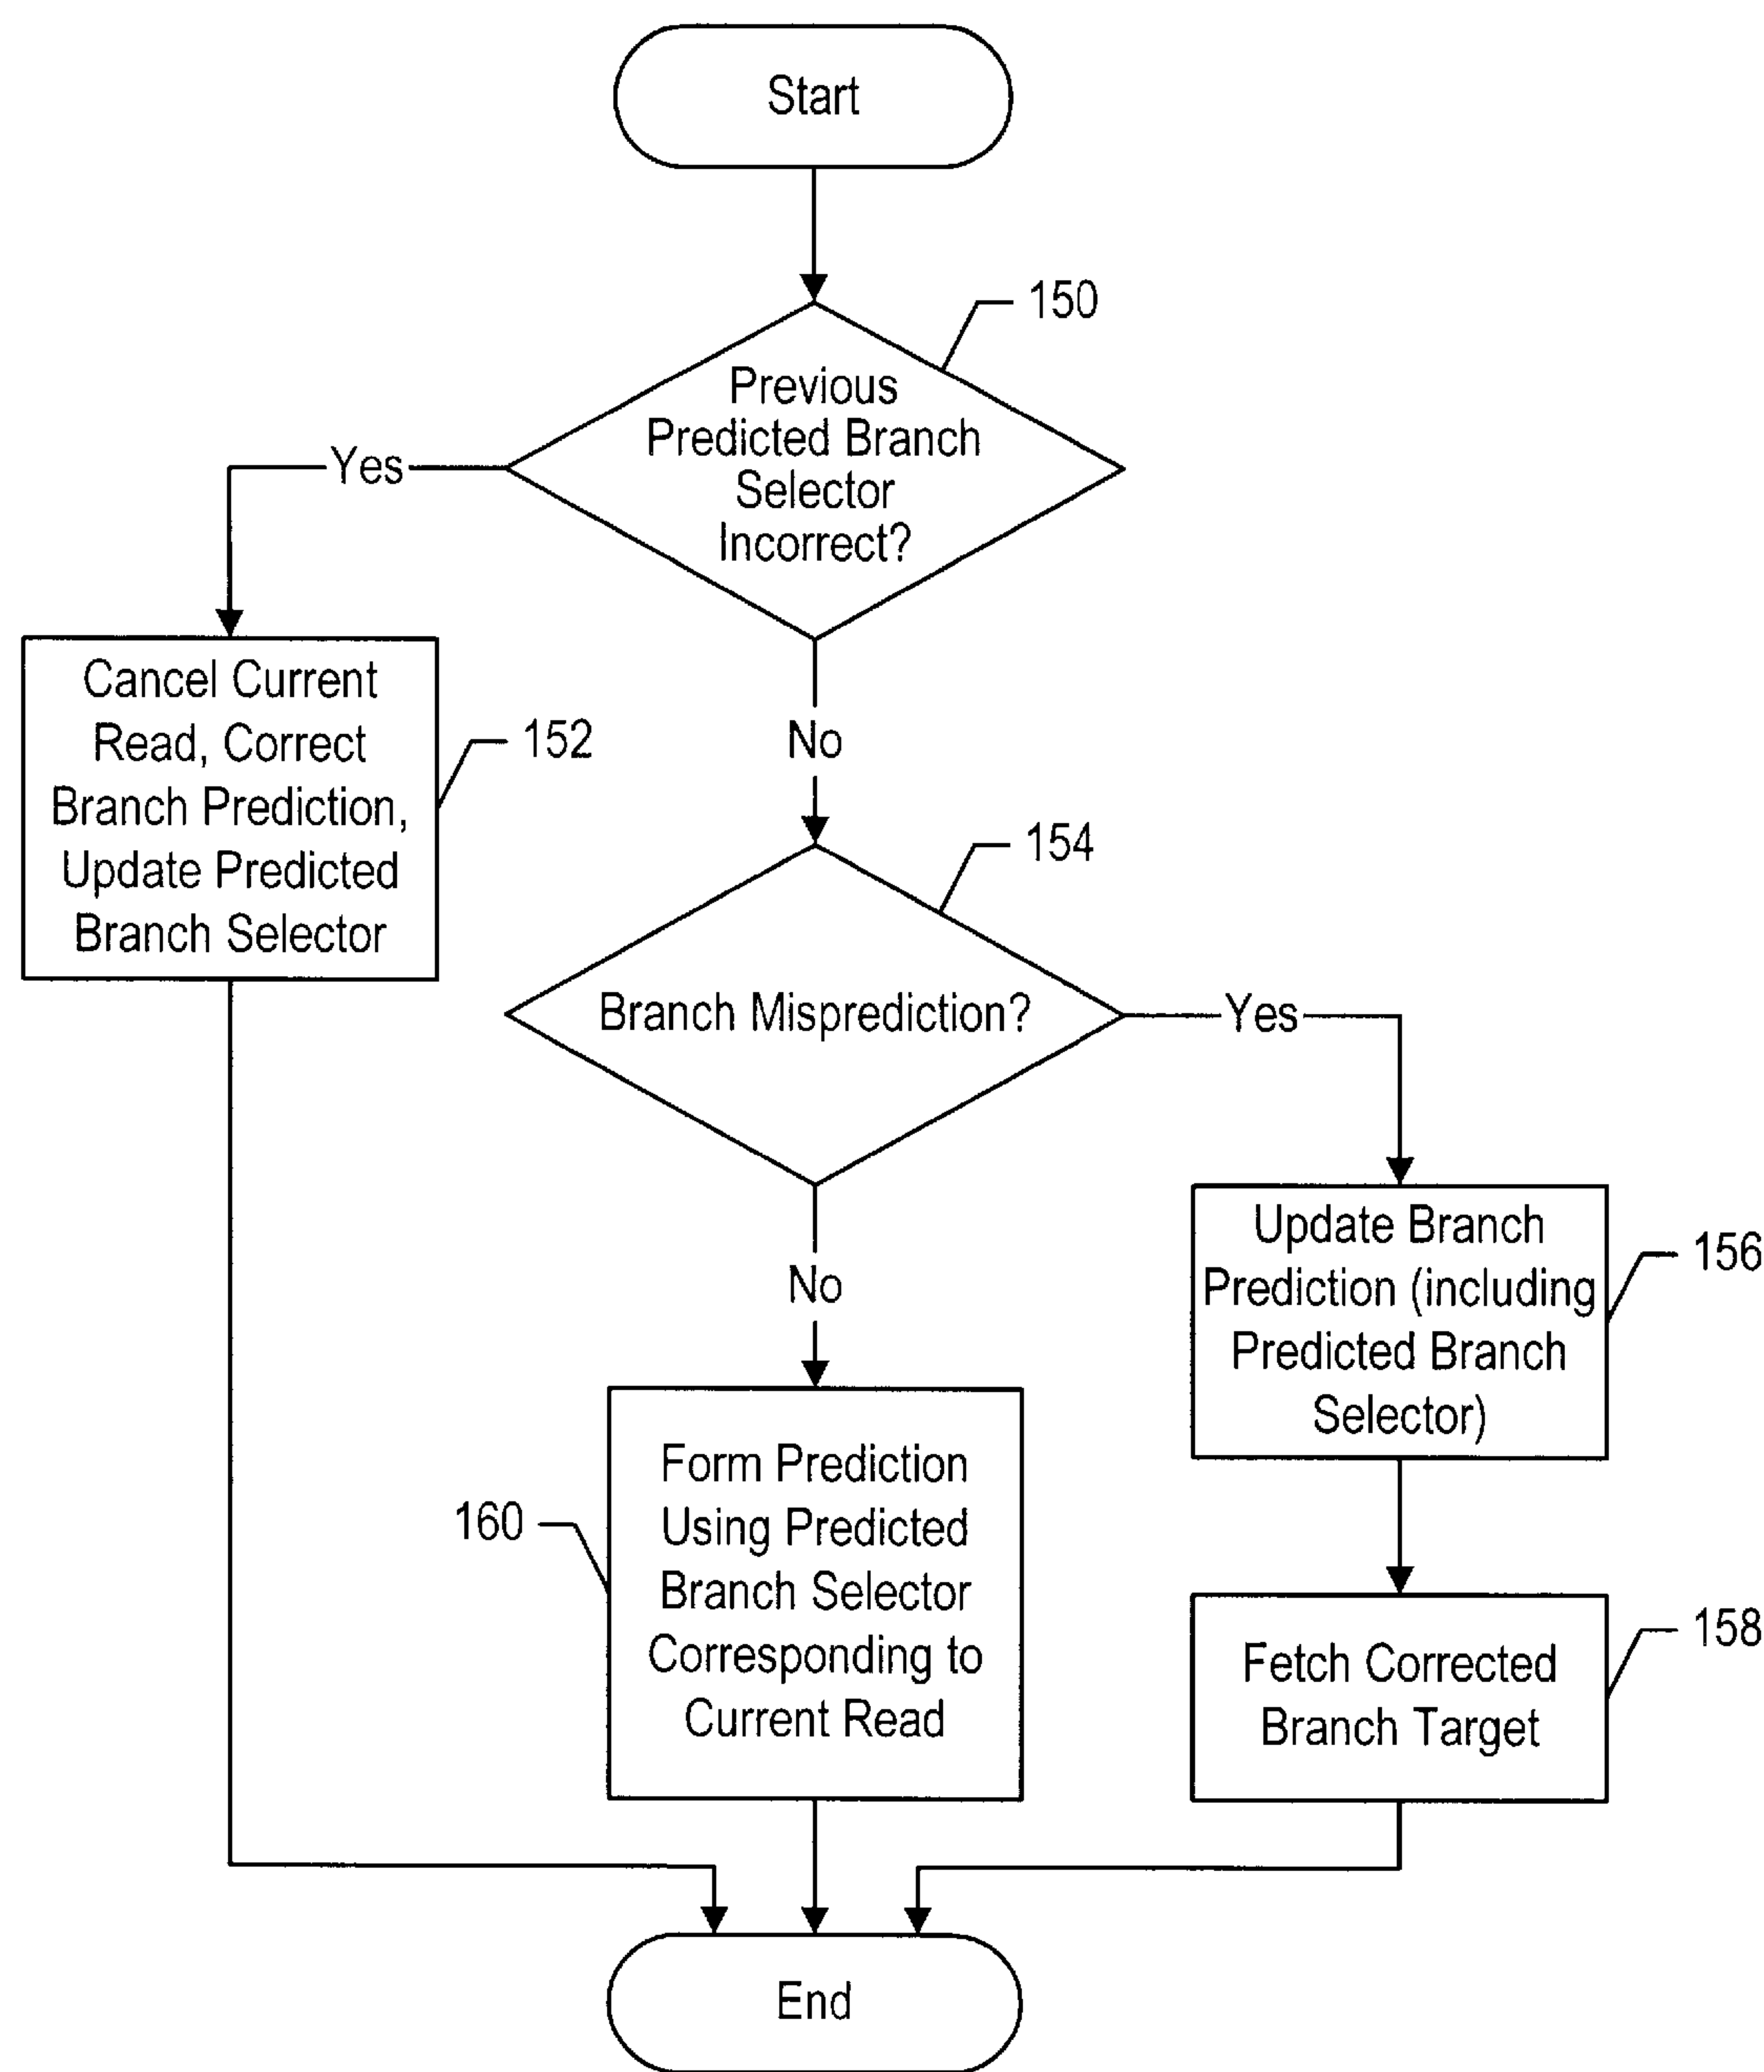 Start
150
Previous
Predicted Branch
Selector
Incorrect?
Yes
No
Cancel Current
Read, Correct
Branch Prediction,
Update Predicted
Branch Selector
152
154
Branch Misprediction?
Yes
No
Update Branch
Prediction (including
Predicted Branch
Selector)
156
Form Prediction
Using Predicted
Branch Selector
Corresponding to
Current Read
160
Fetch Corrected
Branch Target
158
End